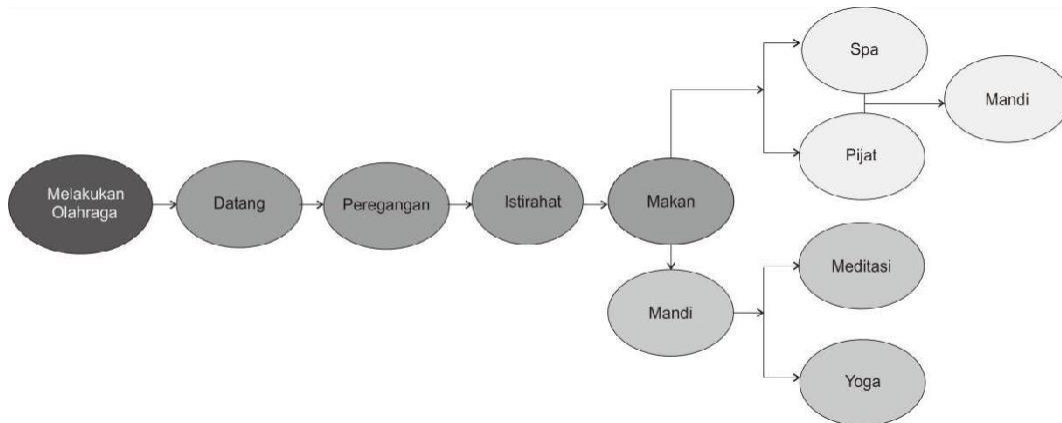 Melakukan
Olahraga
Datang
Peregangan
Istirahat
Makan
Spa
Pijat
Mandi
Mandi
Meditasi
Yoga